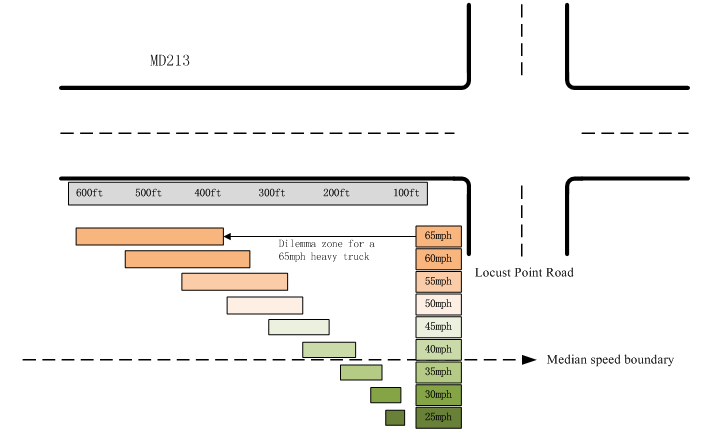 MD213
600ft 500ft 400ft 300ft 200ft 100ft
65mph
Dilemma zone for a
65mph heavy truck
60mph
Locust Point Road
55mph
50mph
45mph
40mph
Median speed boundary
35mph
30mph
25mph